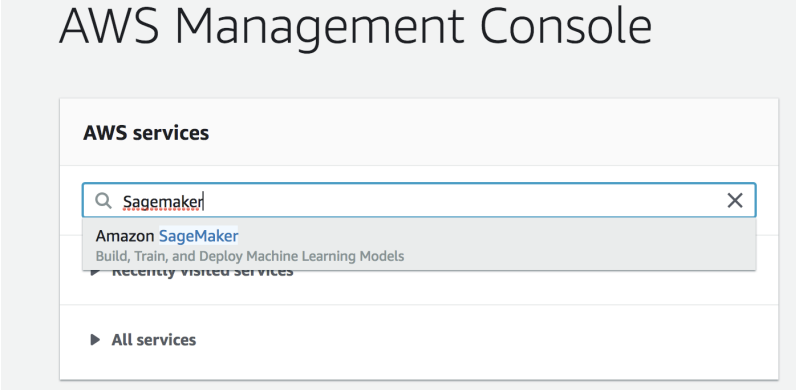 AWS Management Console
AWS services
Sagemaker
Amazon SageMaker
Build, Train, and Deploy Machine Learning Models
Recently visited services
All services